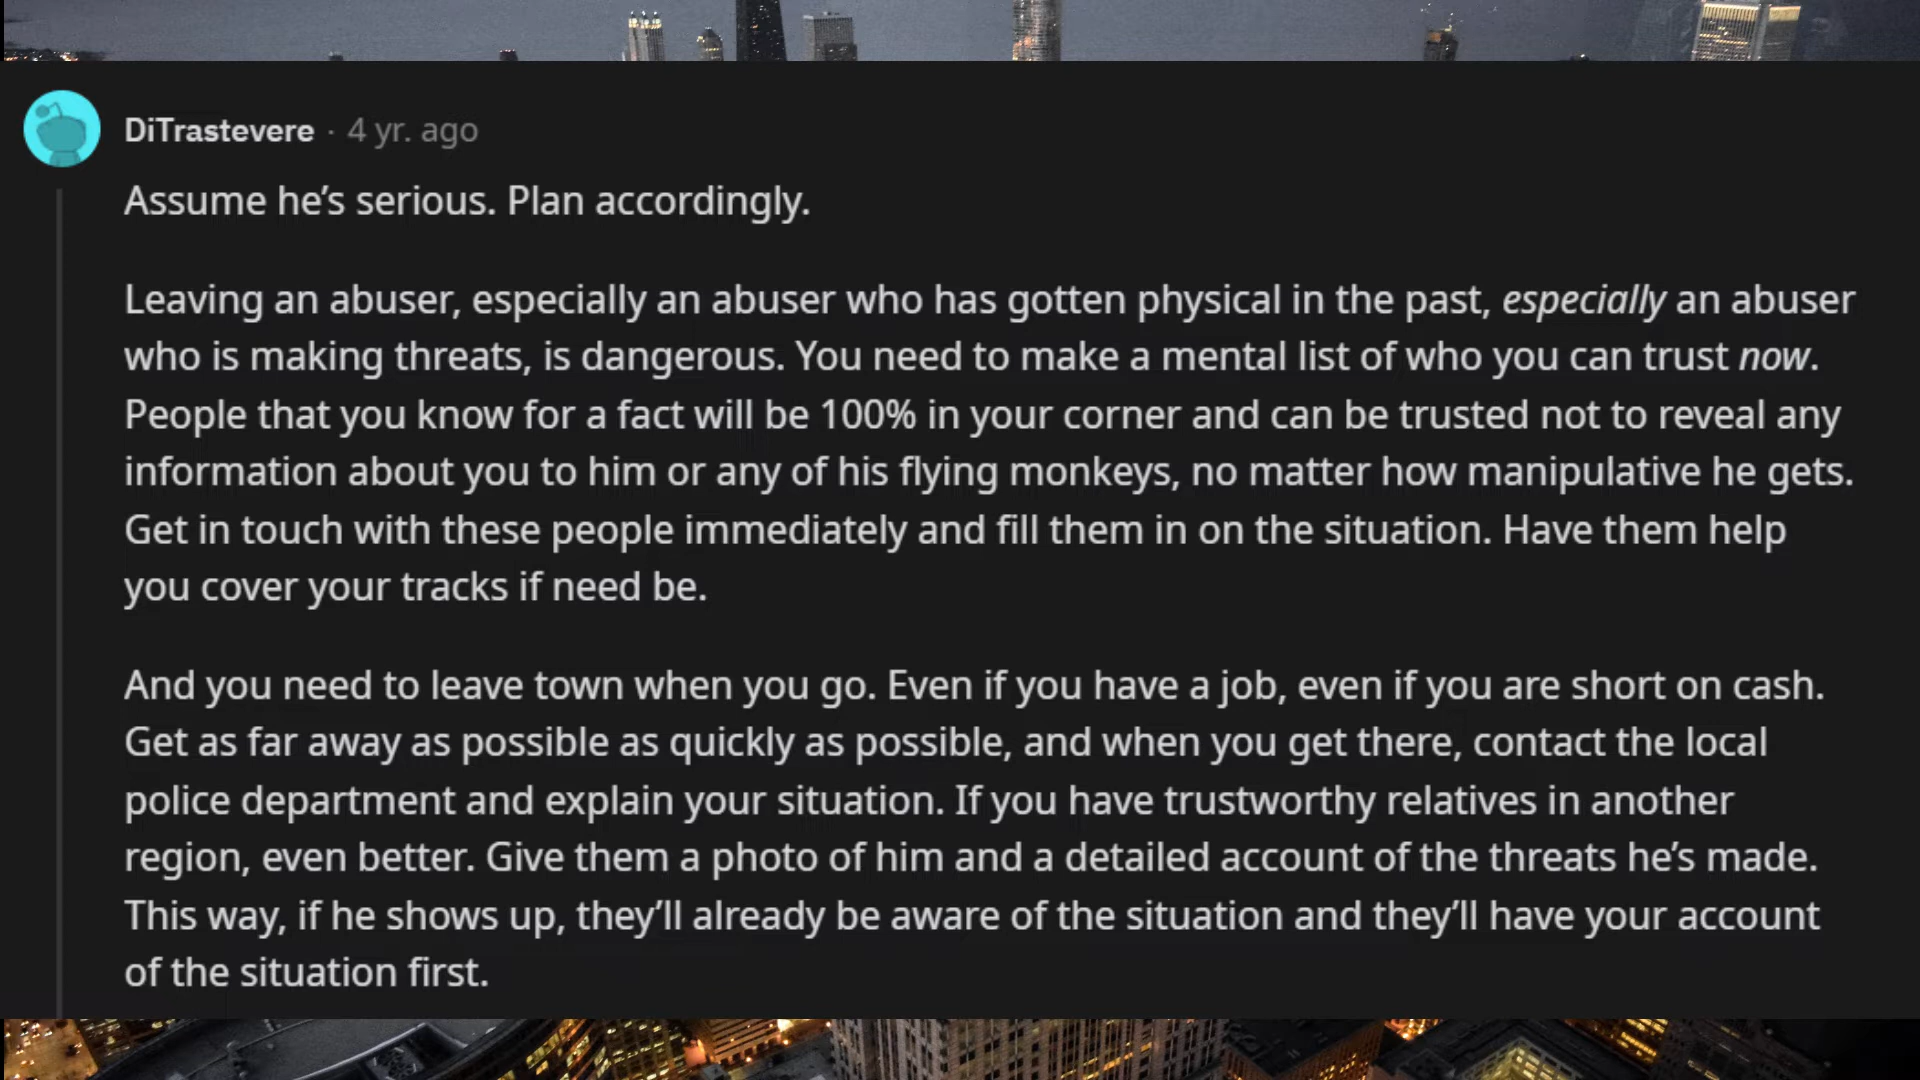 DiTrastevere · 4 yr. ago
Assume he’s serious. Plan accordingly.
Leaving an abuser, especially an abuser who has gotten physical in the past, especially an abuser
who is making threats, is dangerous. You need to make a mental list of who you can trust now.
People that you know for a fact will be 100% in your corner and can be trusted not to reveal any
information about you to him or any of his flying monkeys, no matter how manipulative he gets.
Get in touch with these people immediately and fill them in on the situation. Have them help
you cover your tracks if need be.
And you need to leave town when you go. Even if you have a job, even if you are short on cash.
Get as far away as possible as quickly as possible, and when you get there, contact the local
police department and explain your situation. If you have trustworthy relatives in another
region, even better. Give them a photo of him and a detailed account of the threats he’s made.
This way, if he shows up, they’ll already be aware of the situation and they’ll have your account
of the situation first.